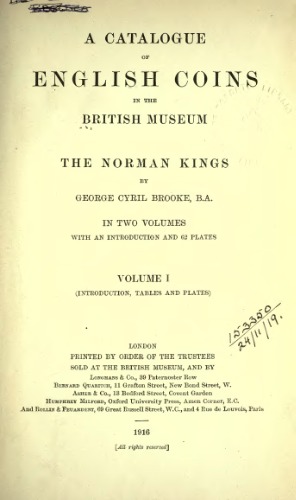 A CATALOGUE
OF
ENGLISH COINS
IN THE
BRITISH MUSEUM
THE NORMAN KINGS
BY
GEORGE CYRIL BROOKE, B.A.
IN TWO VOLUMES
WITH AN INTRODUCTION AND 62 PLATES
VOLUME I
(INTRODUCTION, TABLES AND PLATES)
153350
24/11/19.
LONDON
PRINTED BY ORDER OF THE TRUSTEES
SOLD AT THE BRITISH MUSEUM, AND BY
LONGMANS & CO., 39 Paternoster Row
BERNARD QUARITCH, 11 Grafton Street, New Bond Street, W.
ASHER & CO., 13 Bedford Street, Covent Garden
HUMPHREY MILFORD, Oxford University Press, Amen Corner, E.C.
And ROLLIN & FEUARDENT, 69 Great Russell Street, W.C., and 4 Rue de Louvois, Paris
1916
[All rights reserved]